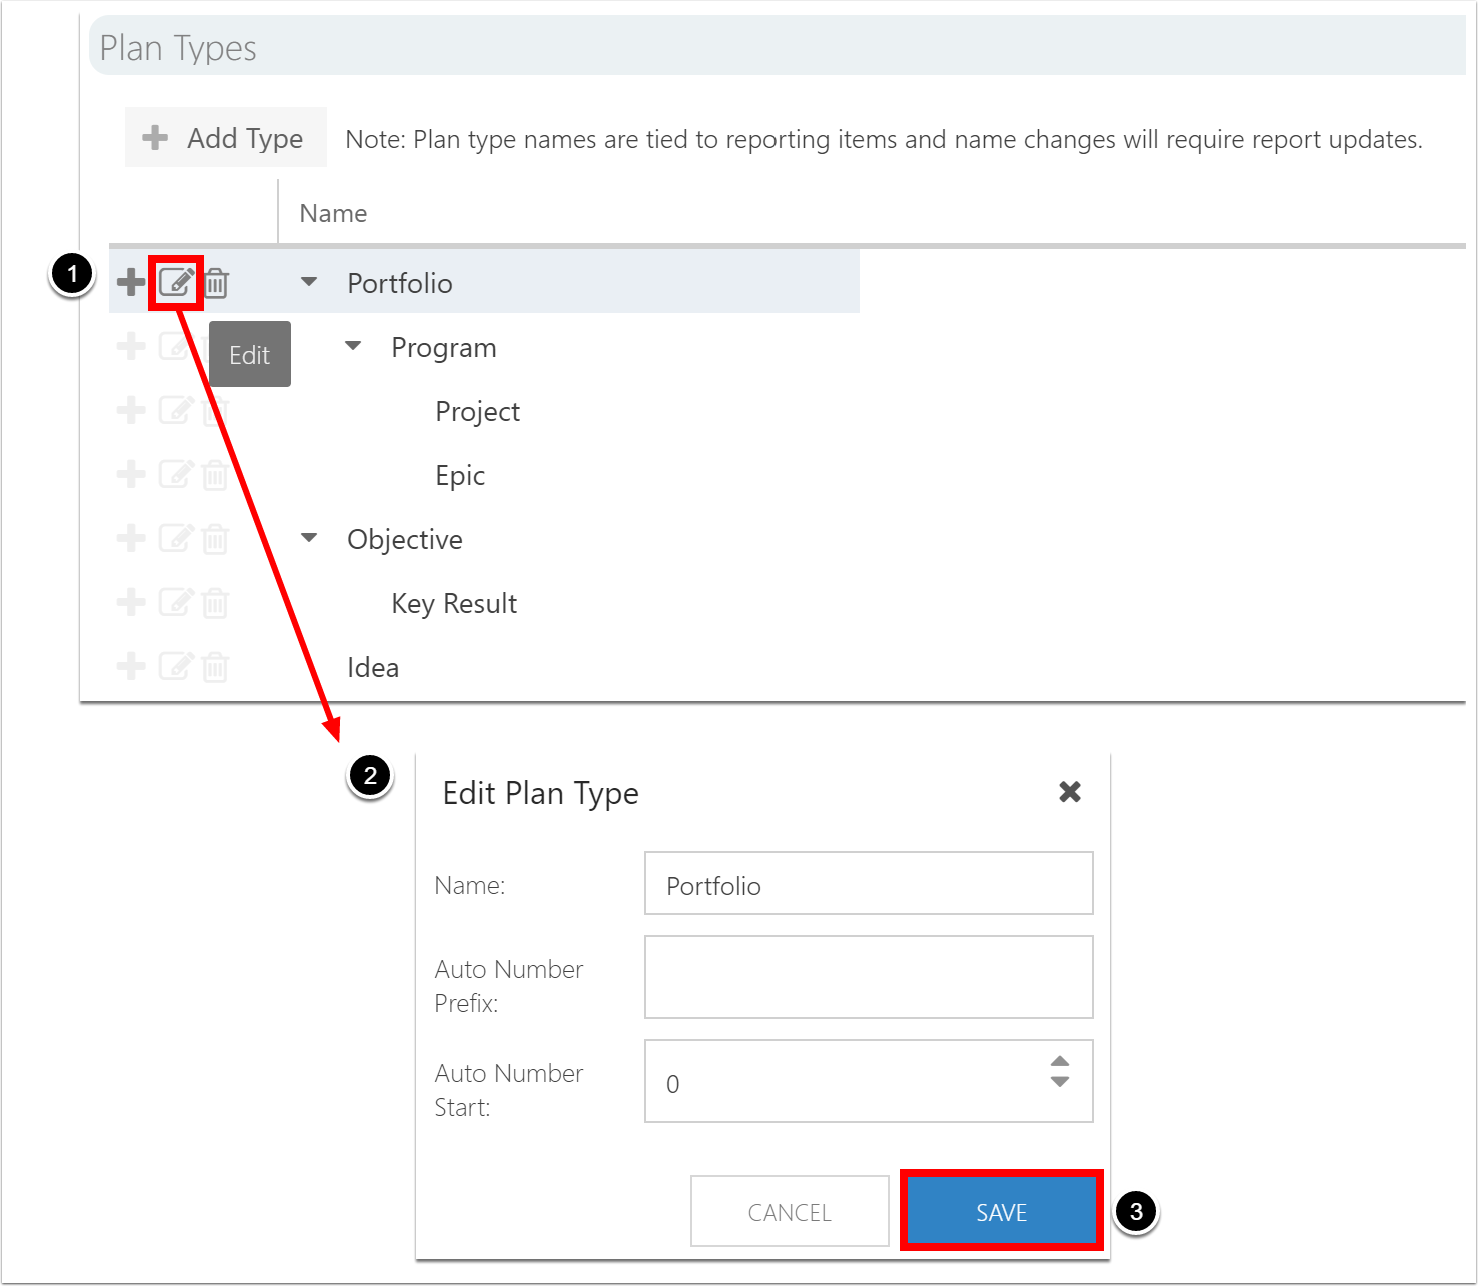 Plan Types
Add Type
Note: Plan type names are tied to reporting items and name changes will require report updates.
Name
1
Portfolio
Edit
Program
Project
Epic
Objective
Key Result
Idea
2
Edit Plan Type
Name:
Portfolio
Auto Number
Prefix:
Auto Number
Start:
0
CANCEL
SAVE
3